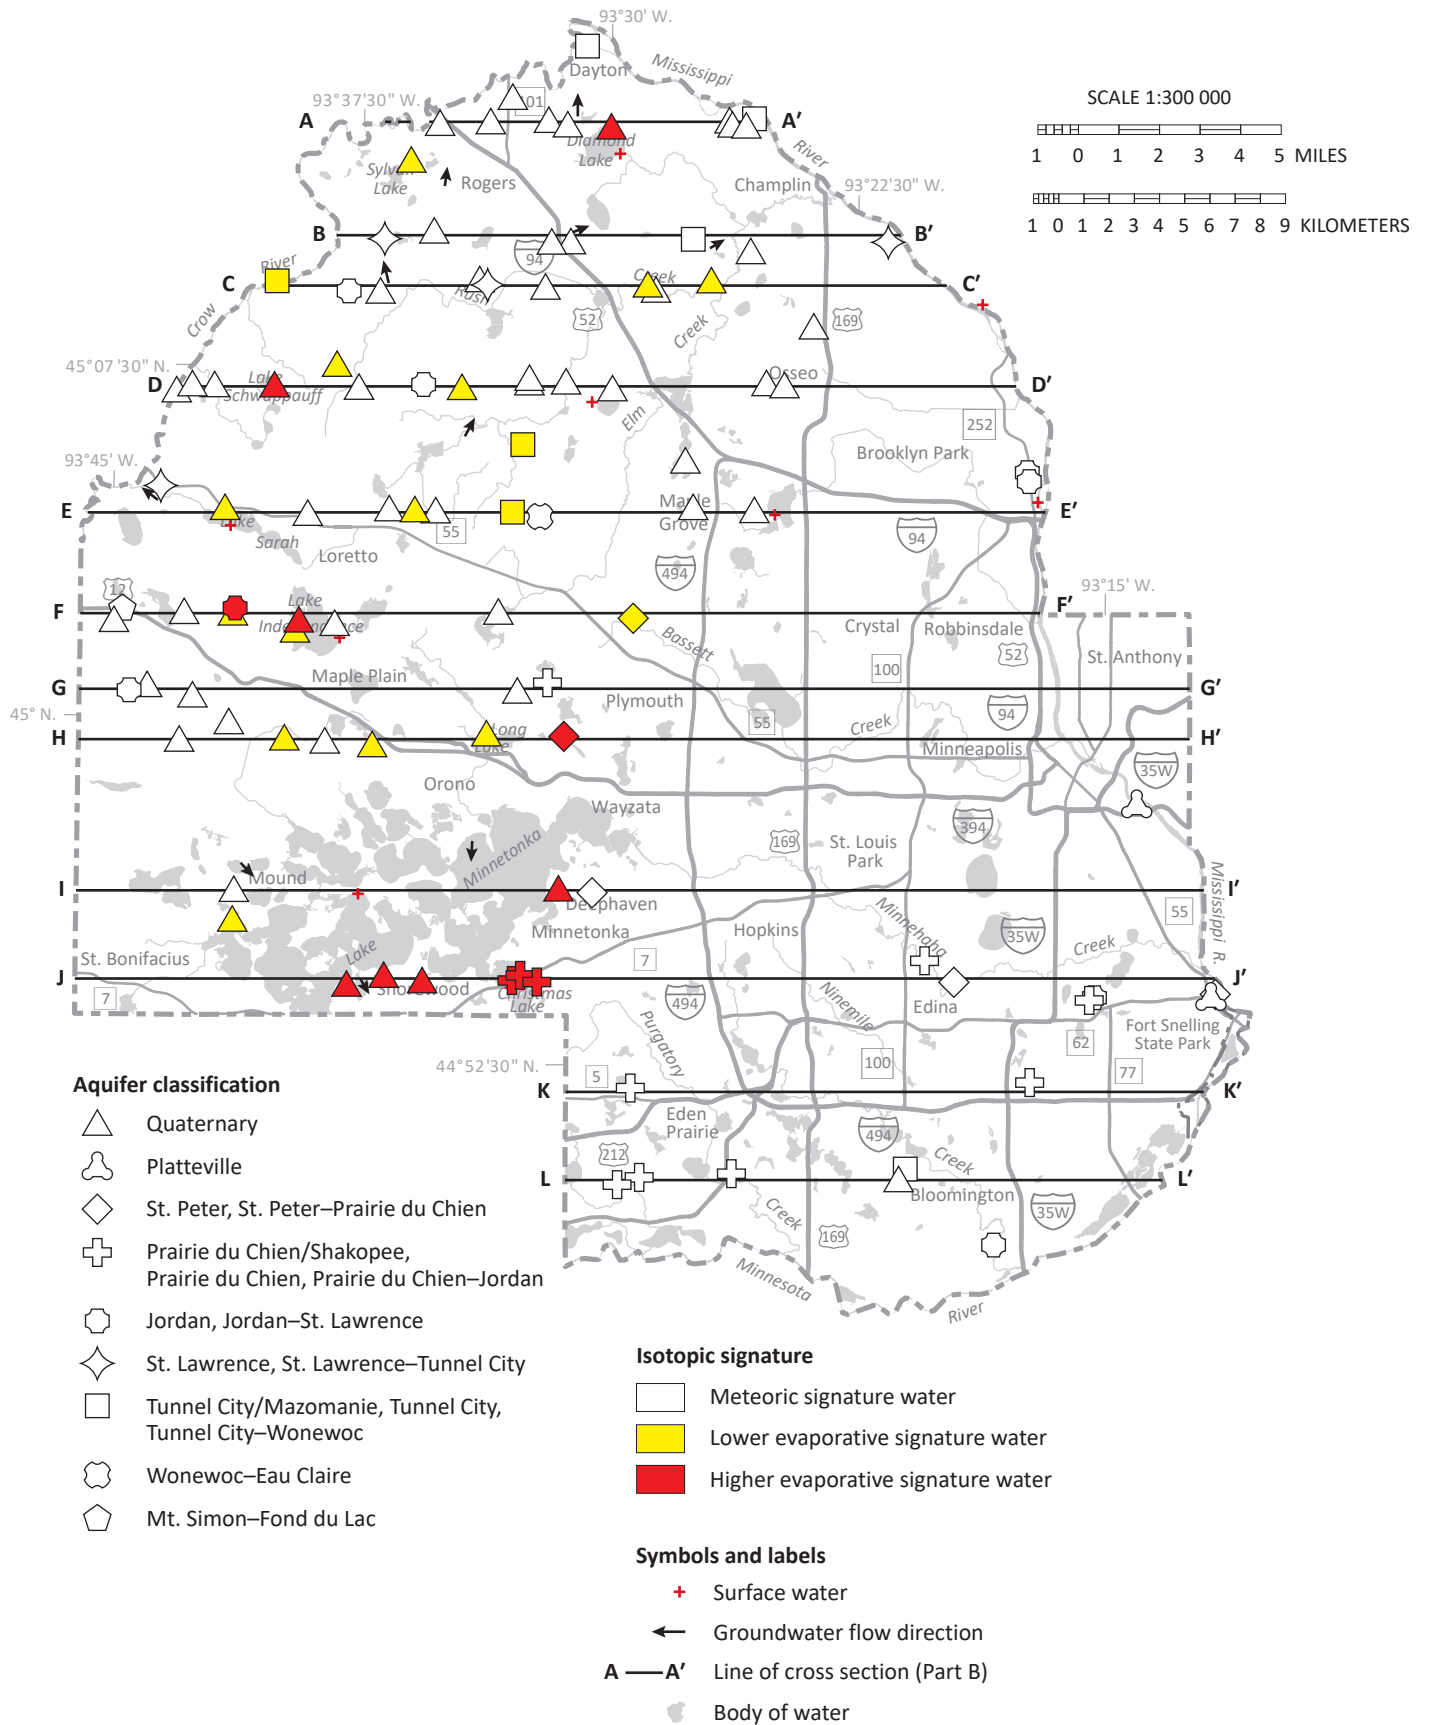 93°30' W.
Dayton
Mississippi
93°37'30" W.
101
SCALE 1:300 000
A
A′
Diamond
Lake
River
1 0 1 2 3 4 5 MILES
Sylvan
Lake
Rogers
Champlin
93°22'30" W.
1 0 1 2 3 4 5 6 7 8 9 KILOMETERS
B
B′
94
River
C
Rush
Creek
C′
Crow
52
Creek
169
45°07'30" N.
D
Lake
Schwappauff
Osseo
D′
Elm
252
93°45' W.
Brooklyn Park
E
Lake
Sarah
55
Maple
Grove
E′
94
Loretto
494
12
93°15' W.
F
Lake
Independence
F′
Bassett
Crystal
Robbinsdale
52
100
St. Anthony
Maple Plain
G
G′
Plymouth
45° N.
55
Creek
94
H
Long
Lake
H′
Minneapolis
35W
Orono
Wayzata
394
169
St. Louis
Park
Minnetonka
Mound
I
I′
Deephaven
Mississippi R.
55
Minnehaha
Minnetonka
Hopkins
35W
Creek
St. Bonifacius
Lake
7
J
J′
Shorewood
Christmas
Lake
7
494
Ninemile
Edina
Purgatory
Fort Snelling
State Park
62
44°52'30" N.
5
100
77
K
K′
Eden
Prairie
494
212
Creek
L
L′
Bloomington
Creek
169
35W
Minnesota
River
Aquifer classification
Quaternary
Platteville
St. Peter, St. Peter–Prairie du Chien
Prairie du Chien/Shakopee,
Prairie du Chien, Prairie du Chien–Jordan
Jordan, Jordan–St. Lawrence
St. Lawrence, St. Lawrence–Tunnel City
Tunnel City/Mazomanie, Tunnel City,
Tunnel City–Wonewoc
Wonewoc–Eau Claire
Mt. Simon–Fond du Lac
Isotopic signature
Meteoric signature water
Lower evaporative signature water
Higher evaporative signature water
Symbols and labels
Surface water
Groundwater flow direction
A A′ Line of cross section (Part B)
Body of water